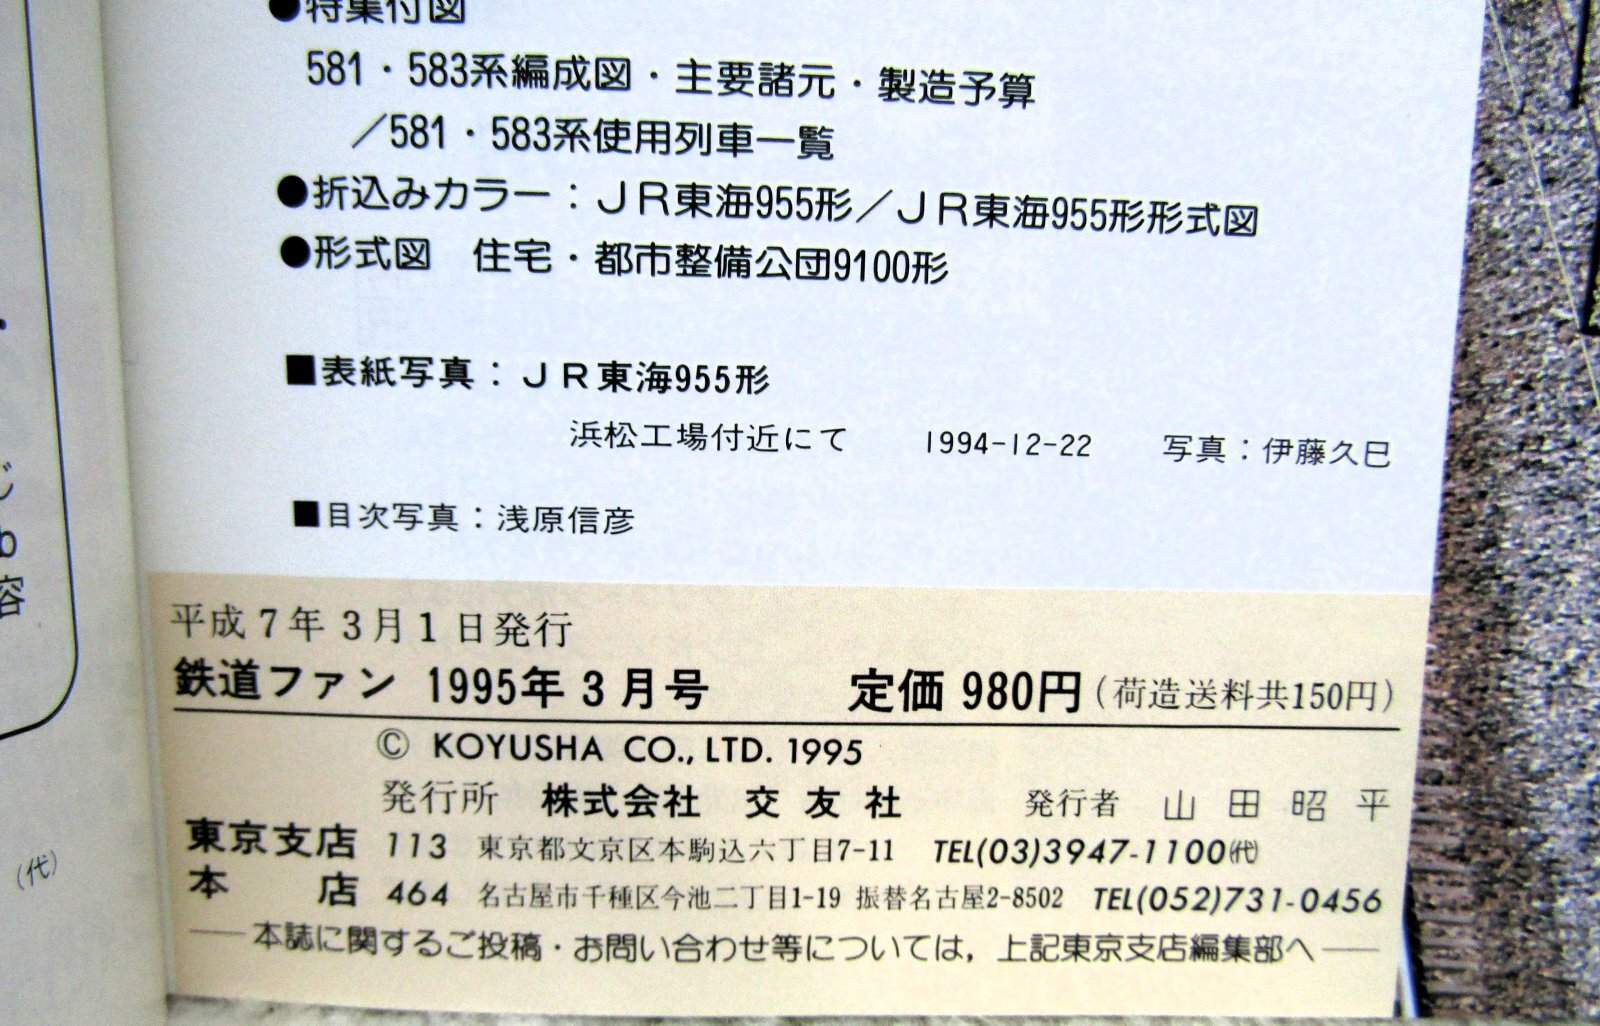 ●特集付図
581・583系編成図・主要諸元・製造予算
／581・583系使用列車一覧
●折込みカラー：ＪＲ東海955形／ＪＲ東海955形形式図
●形式図　住宅・都市整備公団9100形
■表紙写真：ＪＲ東海955形
浜松工場付近にて　1994-12-22　写真：伊藤久巳
■目次写真：浅原信彦
平成７年３月１日発行
鉄道ファン 1995年３月号　定価 980円（荷造送料共150円）
© KOYUSHA CO., LTD. 1995
発行所　株式会社　交友社　発行者　山田昭平
東京支店 113 東京都文京区本駒込六丁目7-11 TEL(03)3947-1100㈹
本店 464 名古屋市千種区今池二丁目1-19 振替名古屋2-8502 TEL(052)731-0456
──本誌に関するご投稿・お問い合わせ等については，上記東京支店編集部へ──
じ
容
（代）